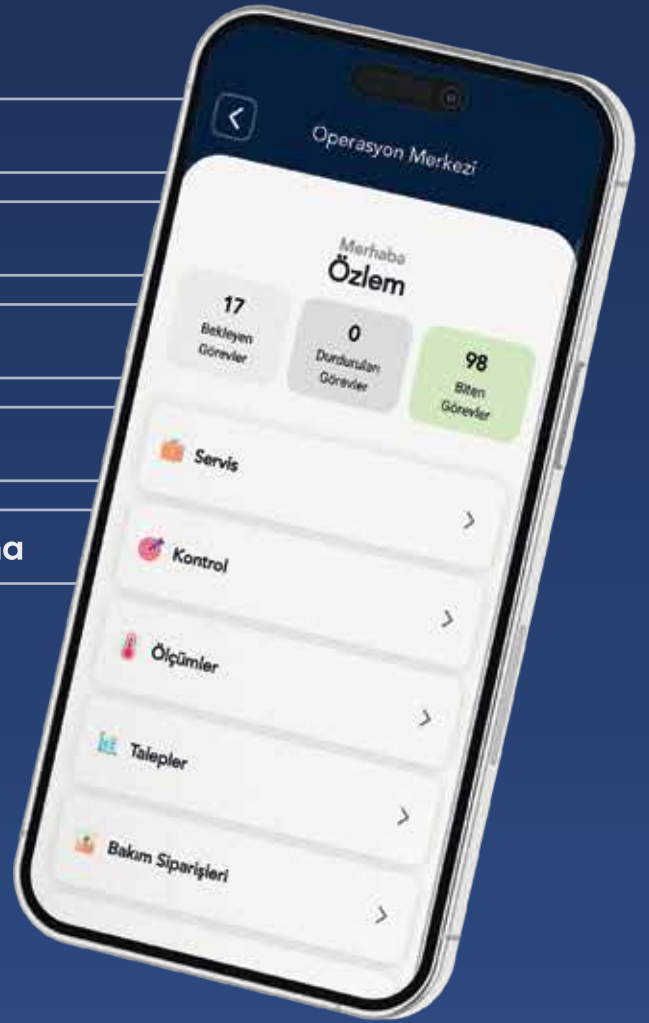 Operasyon Merkezi
Merhaba
Özlem
17
Bekleyen
Görevler
0
Durdurulan
Görevler
98
Biten
Görevler
Servis
Kontrol
Ölçümler
Talepler
Bakım Siparişleri